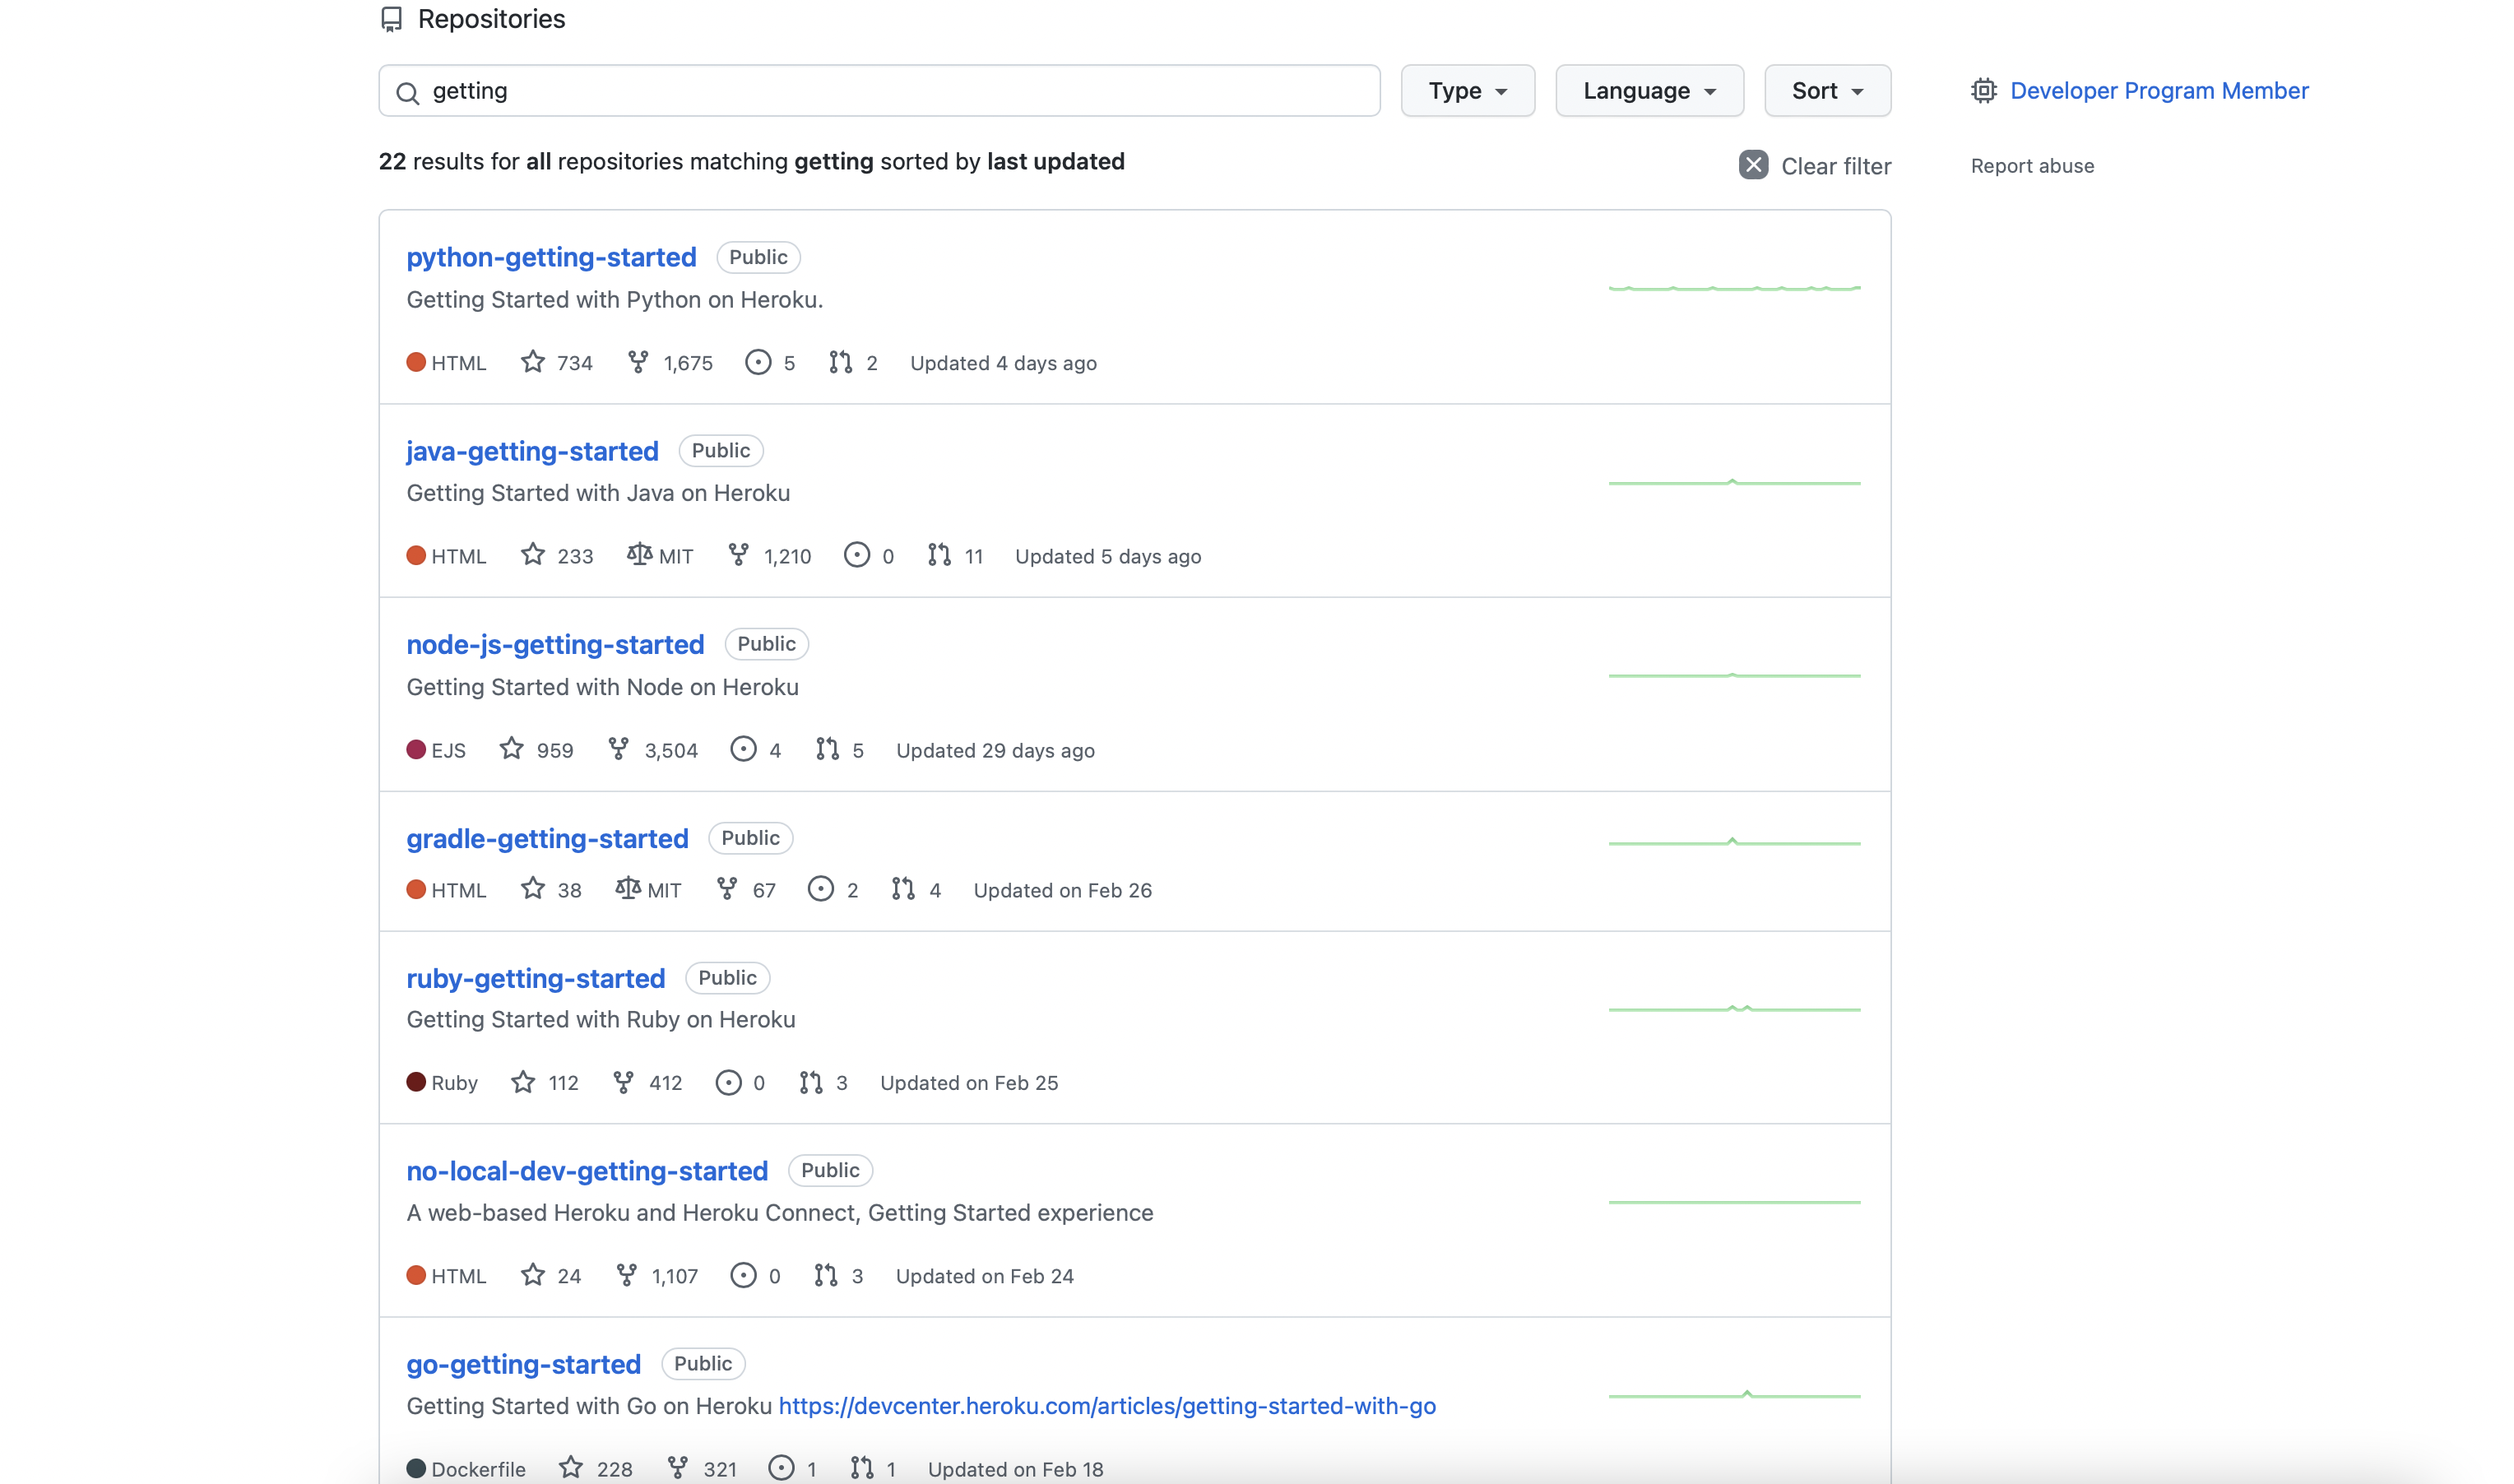 Repositories
getting
Type
Language
Sort
Developer Program Member
22 results for all repositories matching getting sorted by last updated
Clear filter
Report abuse
python-getting-started Public
Getting Started with Python on Heroku.
HTML 734 1,675 5 2 Updated 4 days ago
java-getting-started Public
Getting Started with Java on Heroku
HTML 233 MIT 1,210 0 11 Updated 5 days ago
node-js-getting-started Public
Getting Started with Node on Heroku
EJS 959 3,504 4 5 Updated 29 days ago
gradle-getting-started Public
HTML 38 MIT 67 2 4 Updated on Feb 26
ruby-getting-started Public
Getting Started with Ruby on Heroku
Ruby 112 412 0 3 Updated on Feb 25
no-local-dev-getting-started Public
A web-based Heroku and Heroku Connect, Getting Started experience
HTML 24 1,107 0 3 Updated on Feb 24
go-getting-started Public
Getting Started with Go on Heroku https://devcenter.heroku.com/articles/getting-started-with-go
Dockerfile 228 321 1 1 Updated on Feb 18